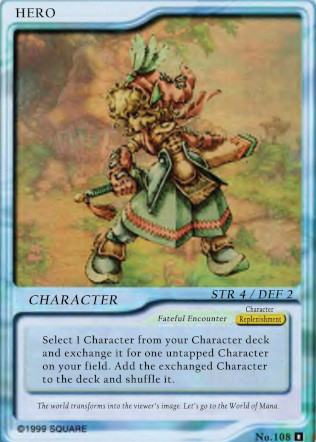 HERO
CHARACTER
STR 4 / DEF 2
Character
Fateful Encounter Replenishment
Select 1 Character from your Character deck
and exchange it for one untapped Character
on your field. Add the exchanged Character
to the deck and shuffle it.
The world transforms into the viewer's image. Let's go to the World of Mana.
©1999 SQUARE
No.108